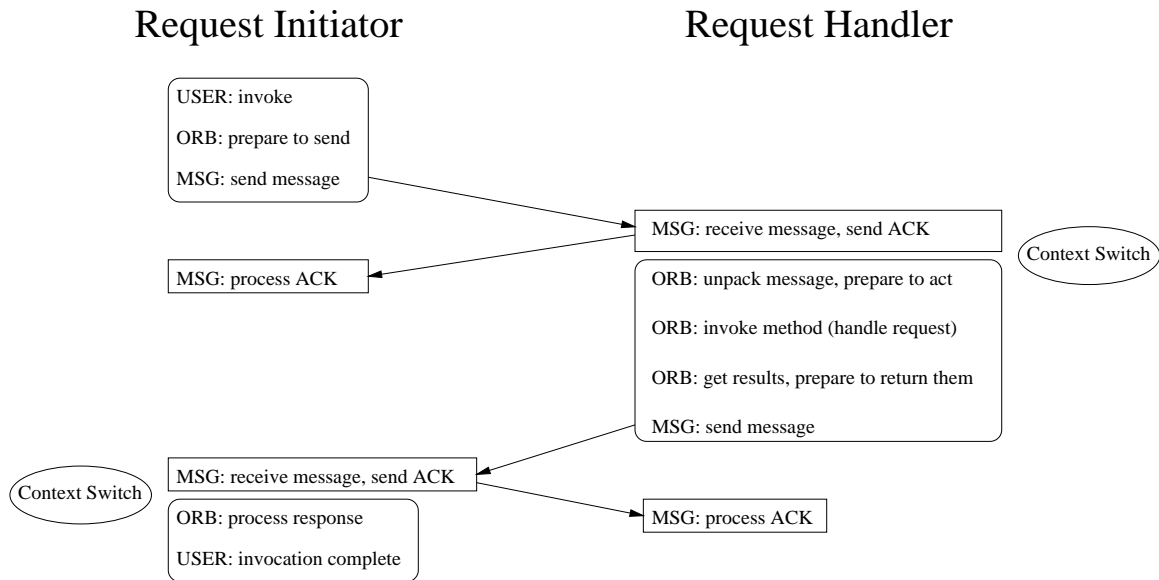 Request Initiator
Request Handler
USER: invoke
ORB: prepare to send
MSG: send message
MSG: receive message, send ACK
Context Switch
MSG: process ACK
ORB: unpack message, prepare to act
ORB: invoke method (handle request)
ORB: get results, prepare to return them
MSG: send message
MSG: receive message, send ACK
Context Switch
ORB: process response
USER: invocation complete
MSG: process ACK